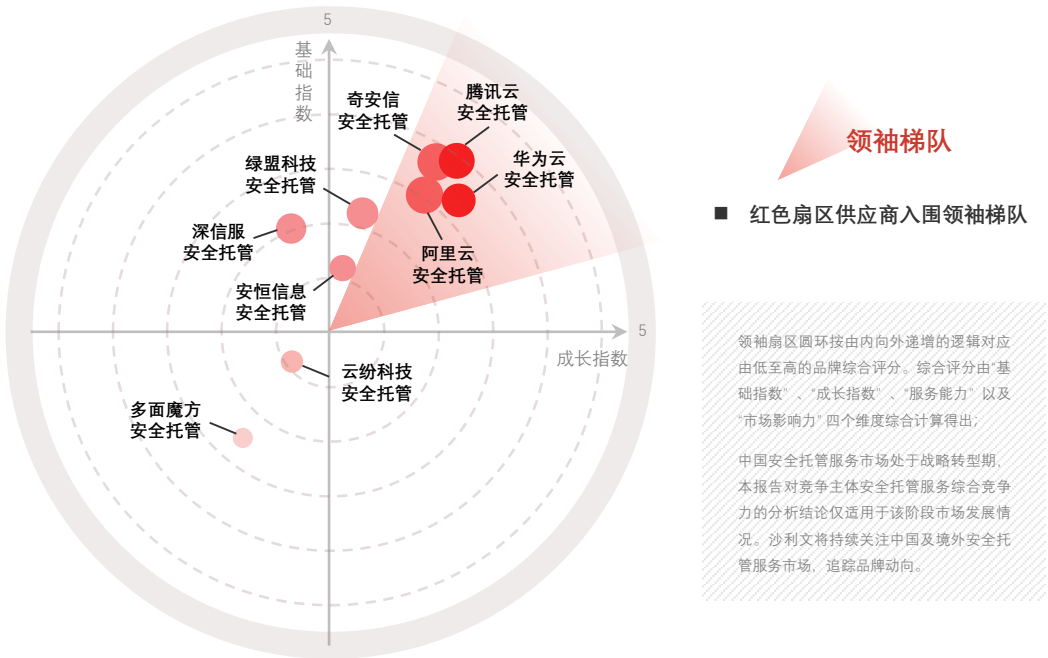 5
基
础
指
数
奇安信
安全托管
腾讯云
安全托管
绿盟科技
安全托管
华为云
安全托管
深信服
安全托管
阿里云
安全托管
安恒信息
安全托管
5
成长指数
云纷科技
安全托管
多面魔方
安全托管
领袖梯队
■ 红色扇区供应商入围领袖梯队
领袖扇区圆环按由内向外递增的逻辑对应
由低至高的品牌综合评分。综合评分由“基
础指数”、“成长指数”、“服务能力”以及
“市场影响力”四个维度综合计算得出;
中国安全托管服务市场处于战略转型期,
本报告对竞争主体安全托管服务综合竞争
力的分析结论仅适用于该阶段市场发展情
况。沙利文将持续关注中国及境外安全托
管服务市场, 追踪品牌动向。